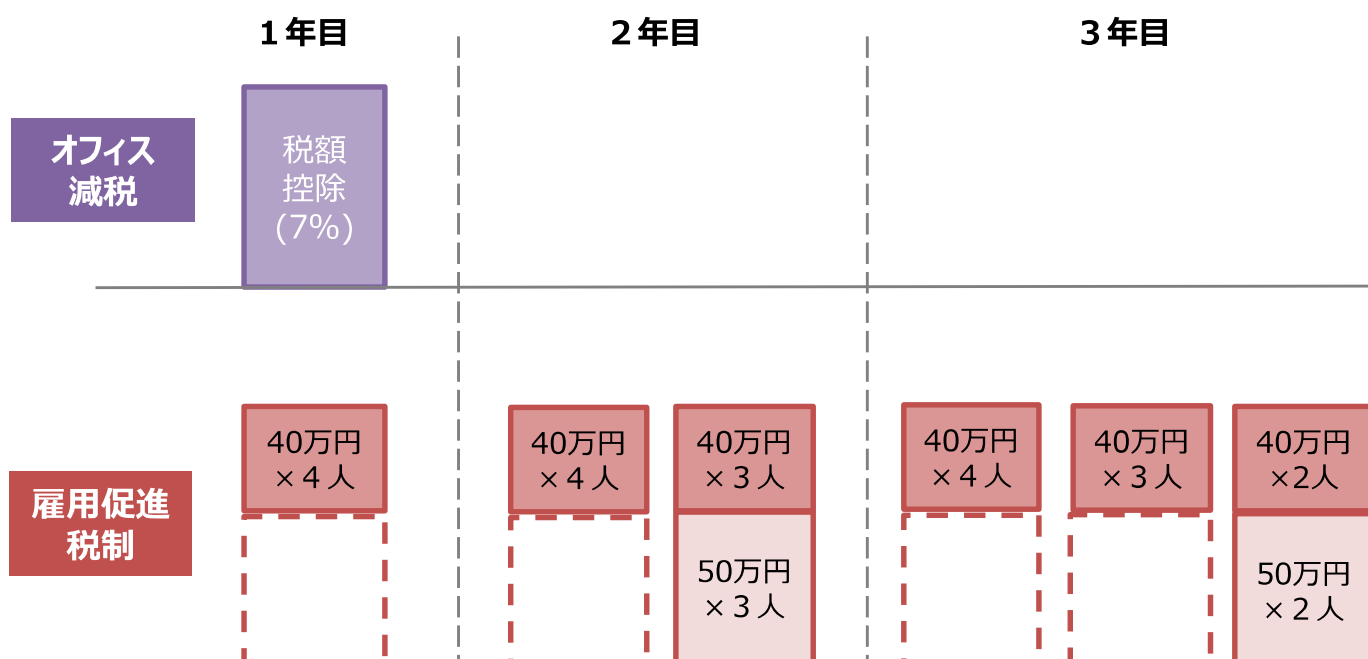 1年目
2年目
3年目
オフィス
減税
税額
控除
(7%)
雇用促進
税制
40万円
×4人
40万円
×4人
40万円
×3人
50万円
×3人
40万円
×4人
40万円
×3人
40万円
×2人
50万円
×2人